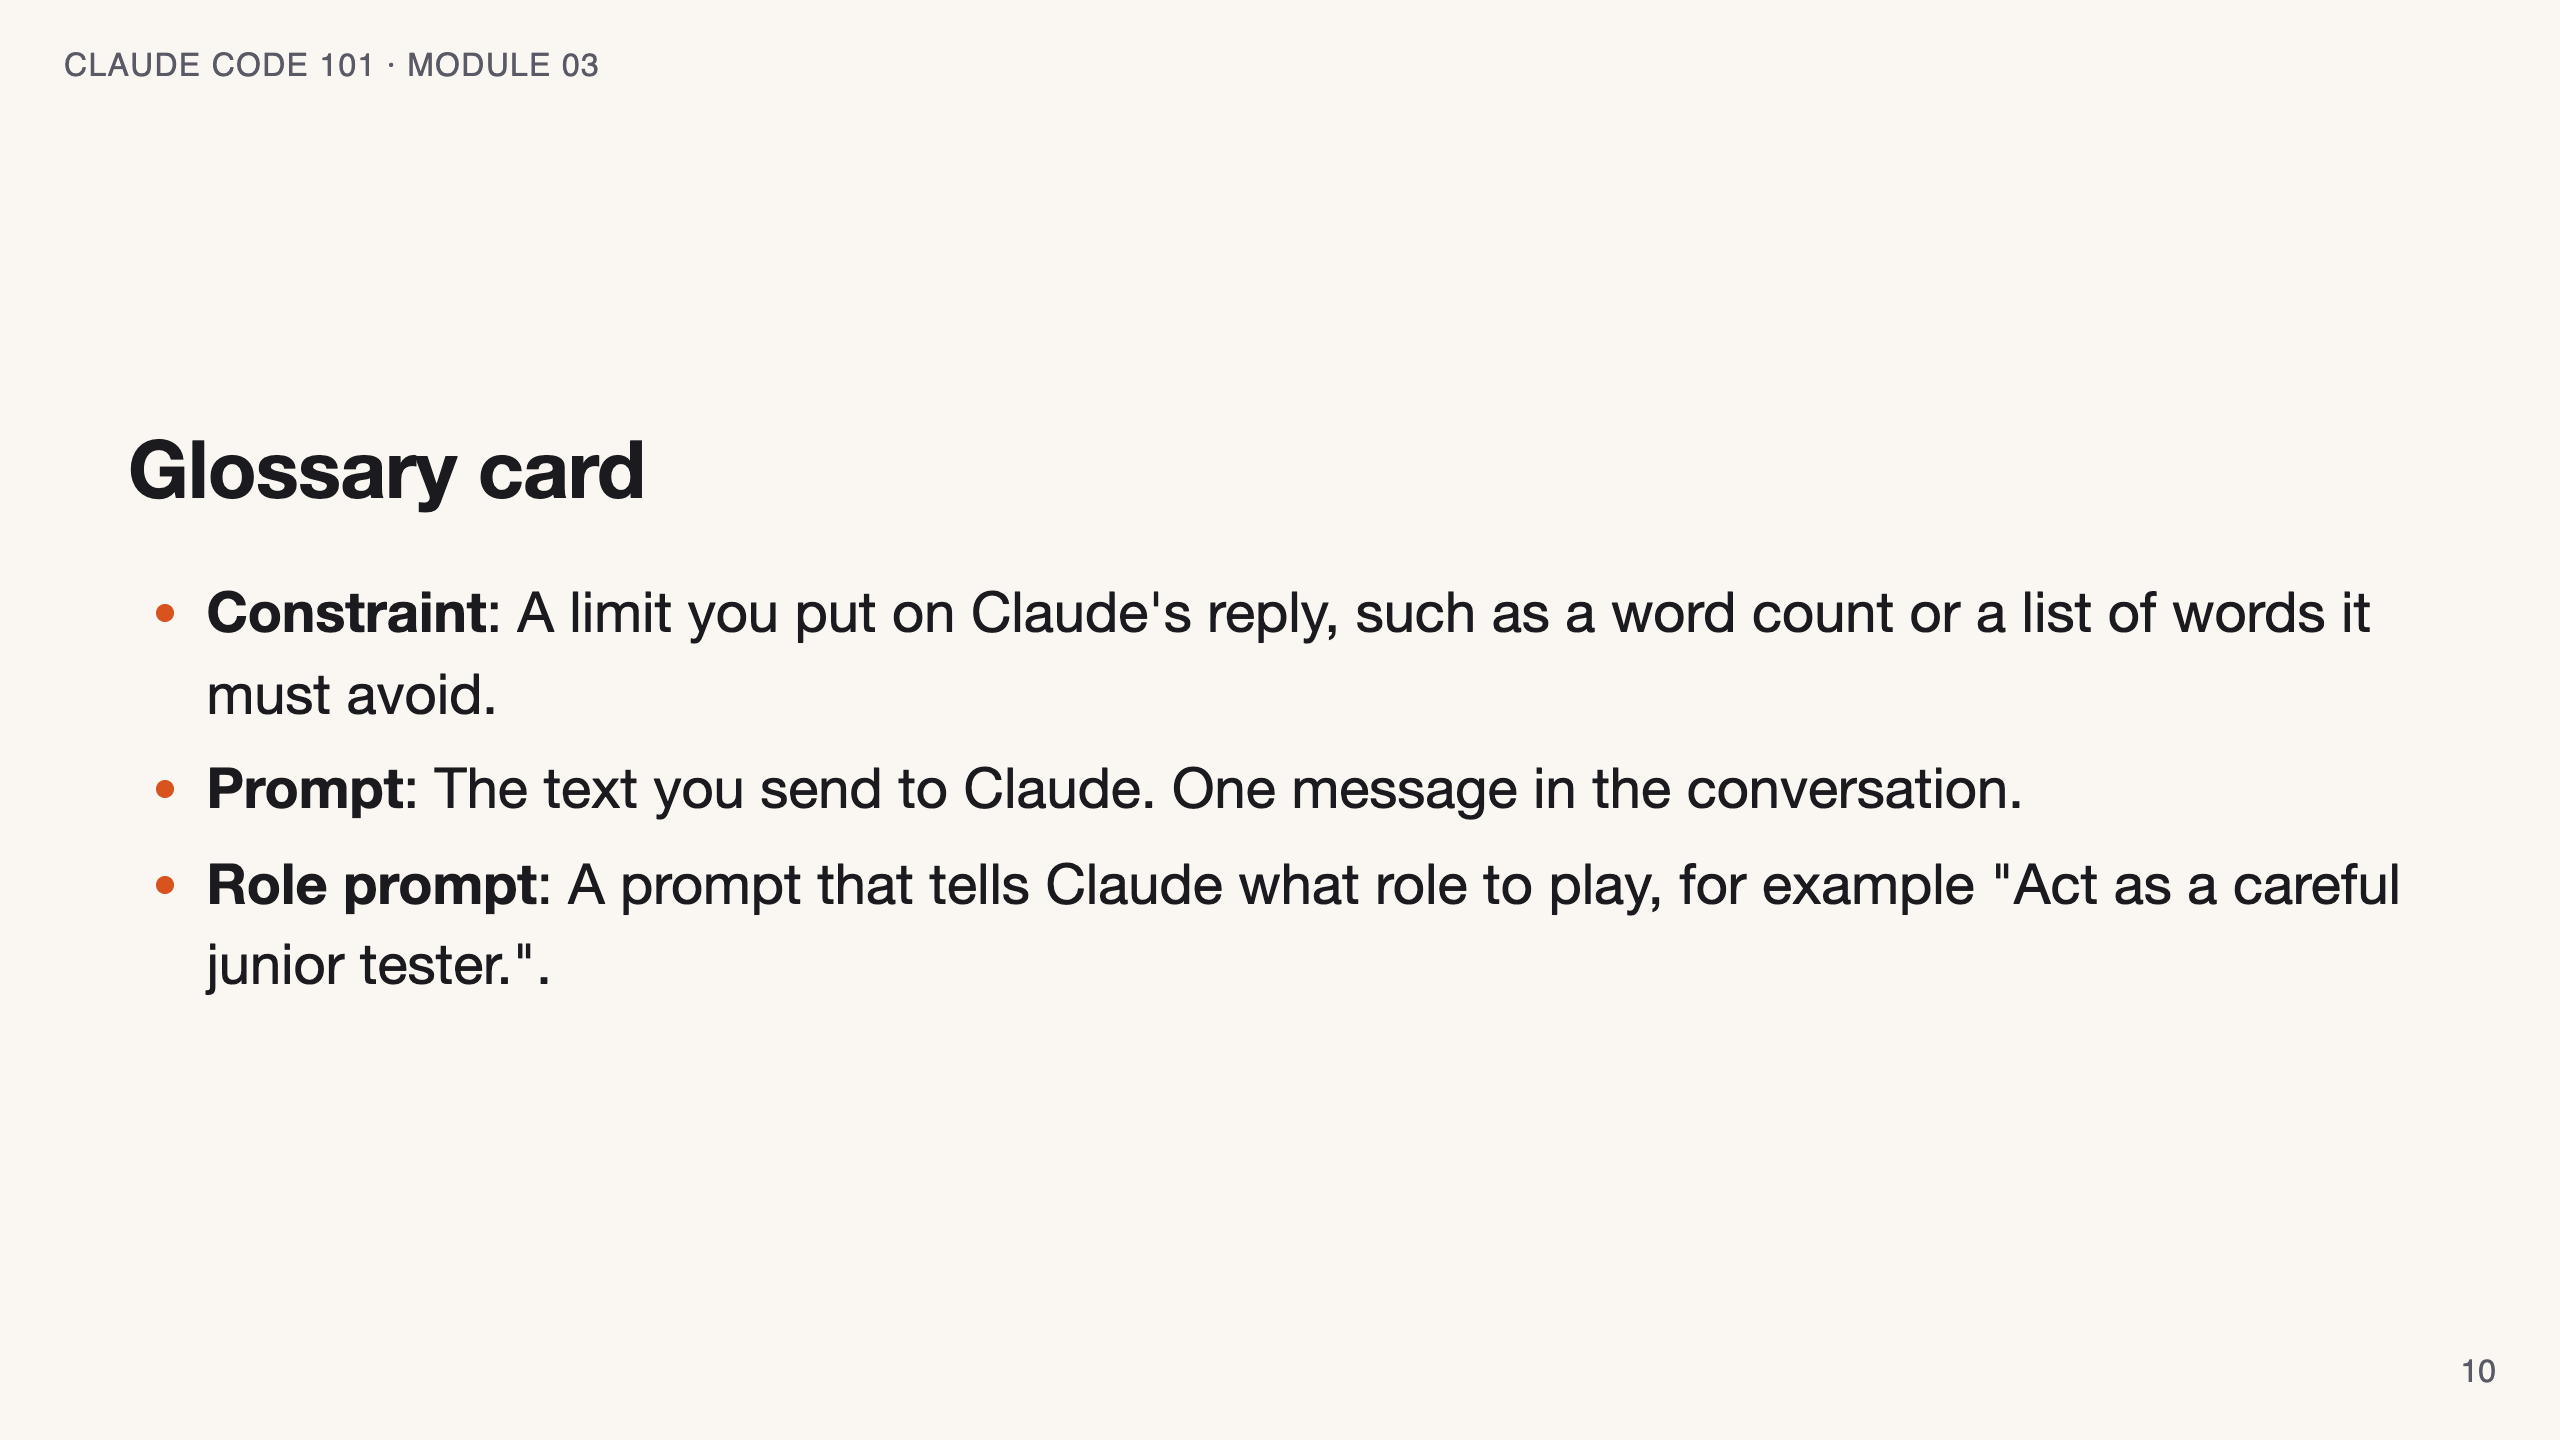 CLAUDE CODE 101 · MODULE 03
Glossary card
• Constraint: A limit you put on Claude's reply, such as a word count or a list of words it
must avoid.
• Prompt: The text you send to Claude. One message in the conversation.
• Role prompt: A prompt that tells Claude what role to play, for example "Act as a careful
junior tester.".
10